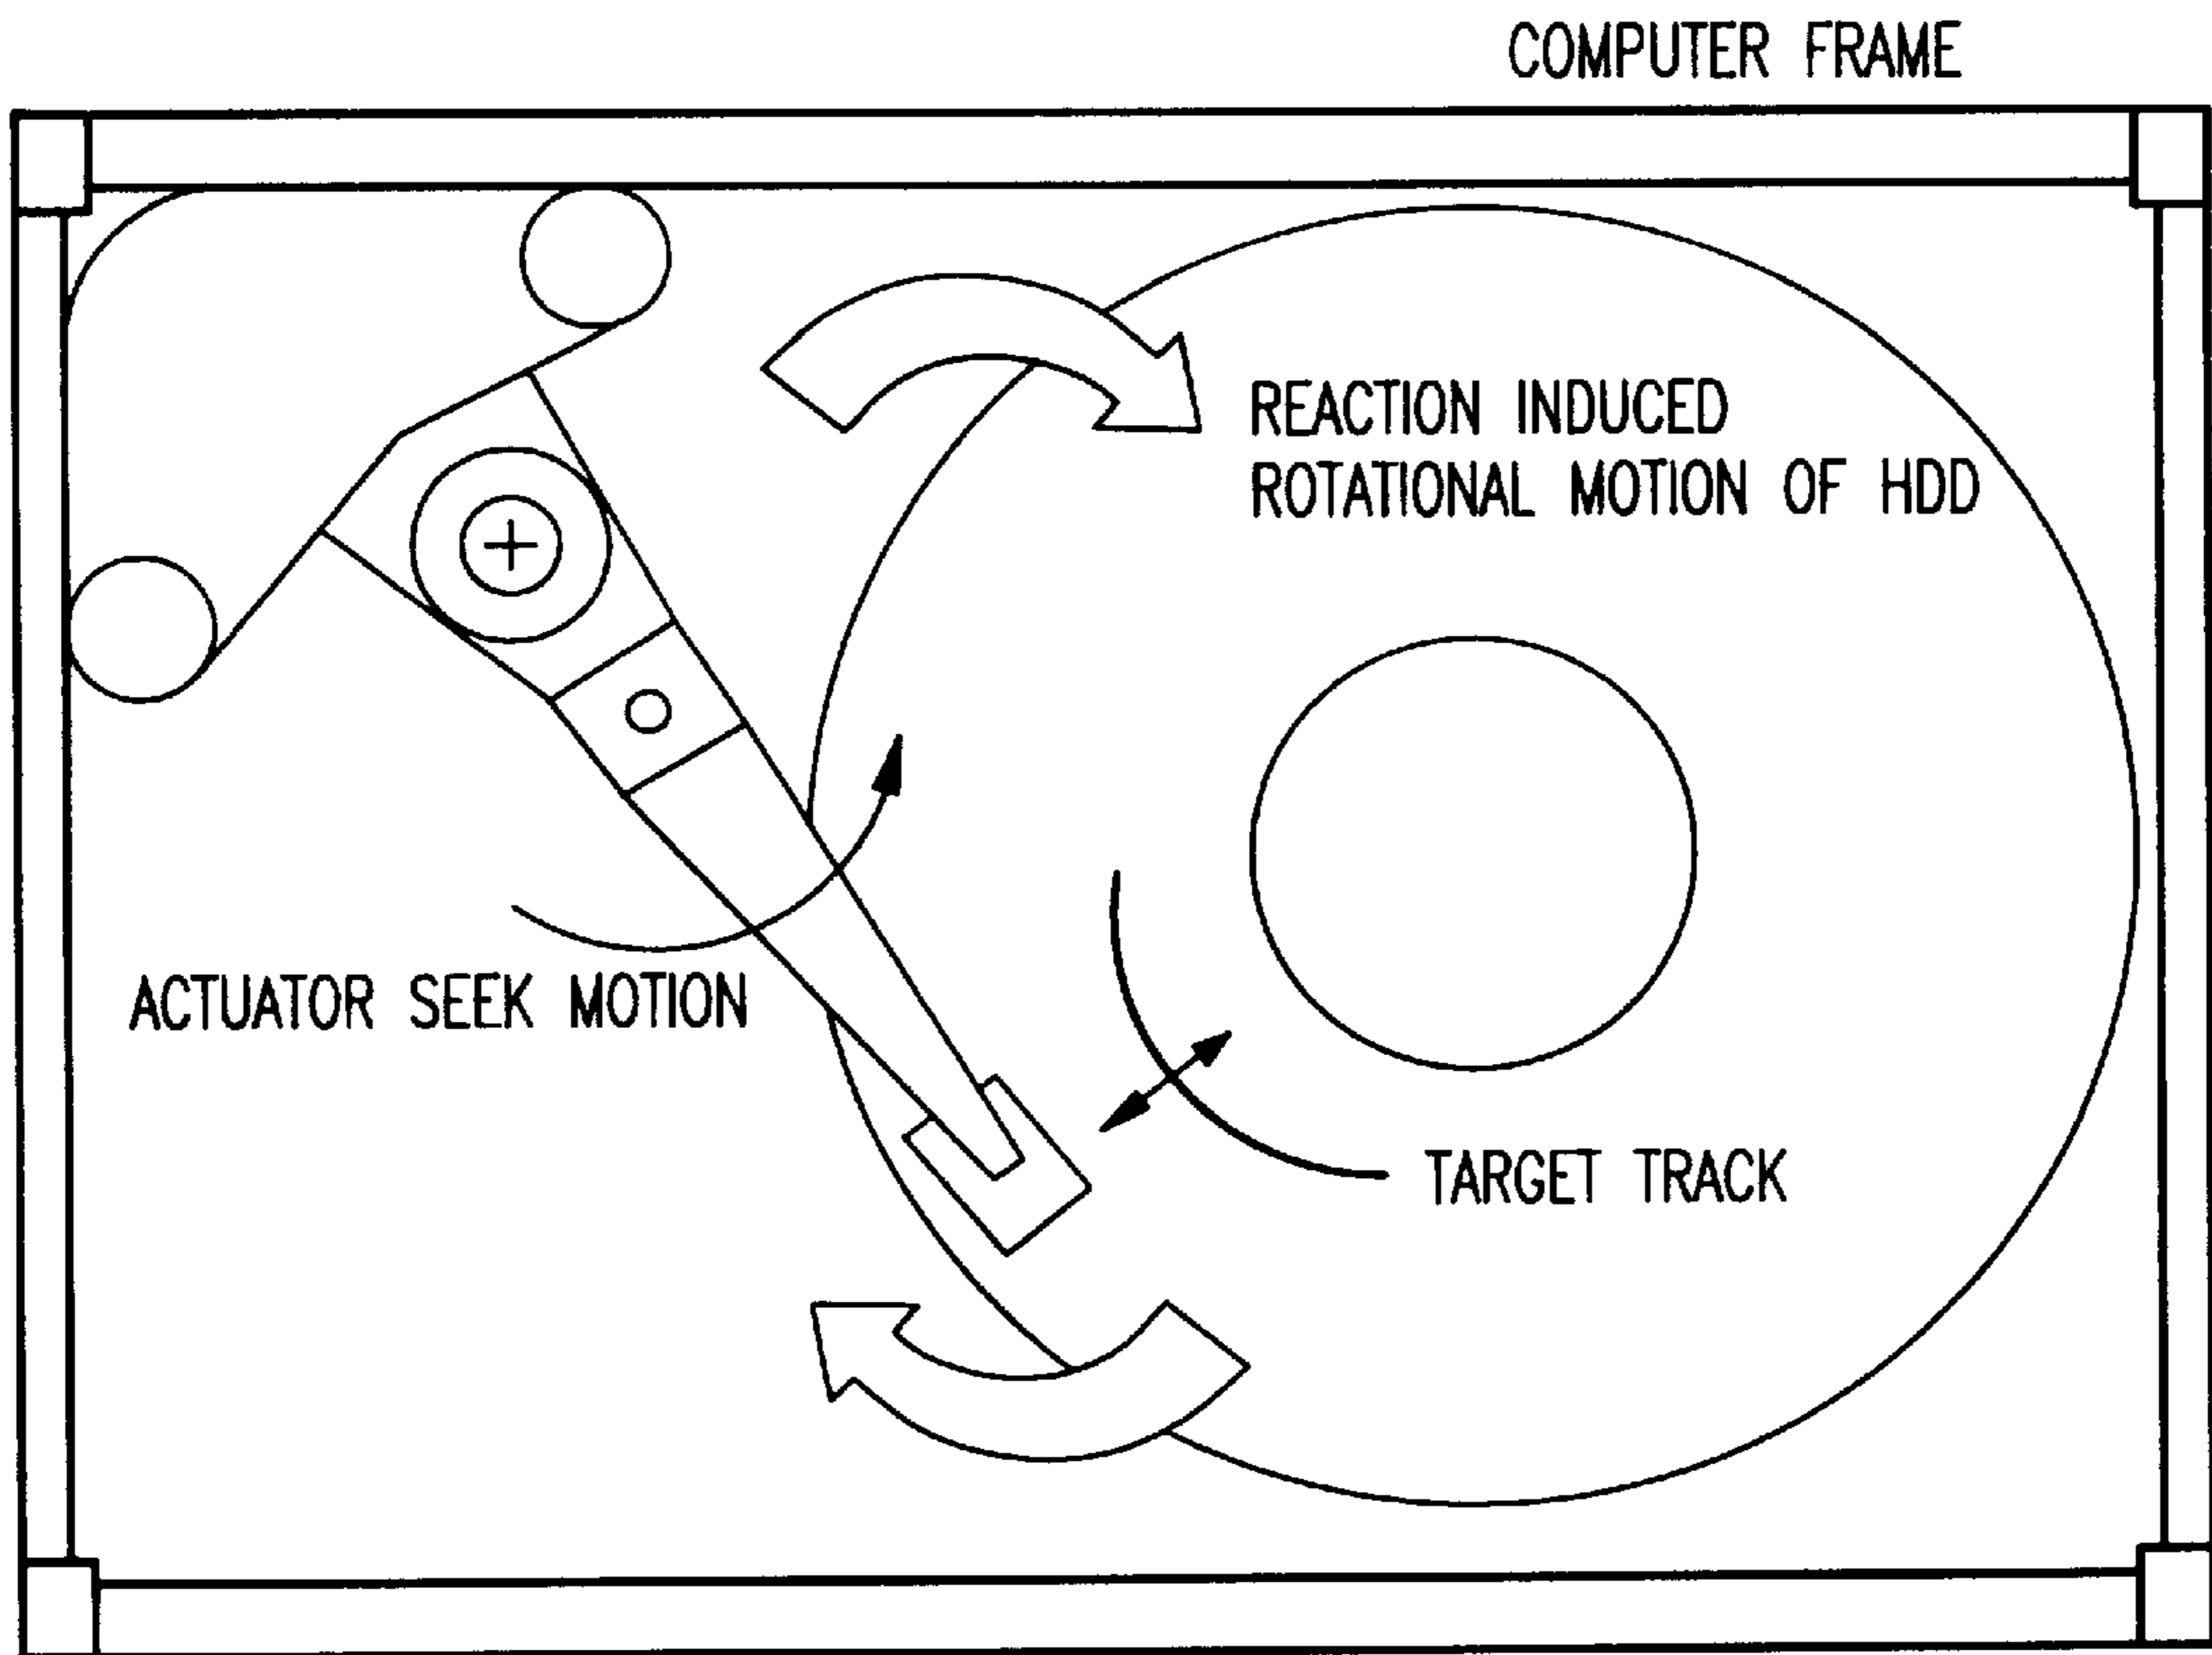 COMPUTER FRAME
REACTION INDUCED
ROTATIONAL MOTION OF HDD
ACTUATOR SEEK MOTION
TARGET TRACK